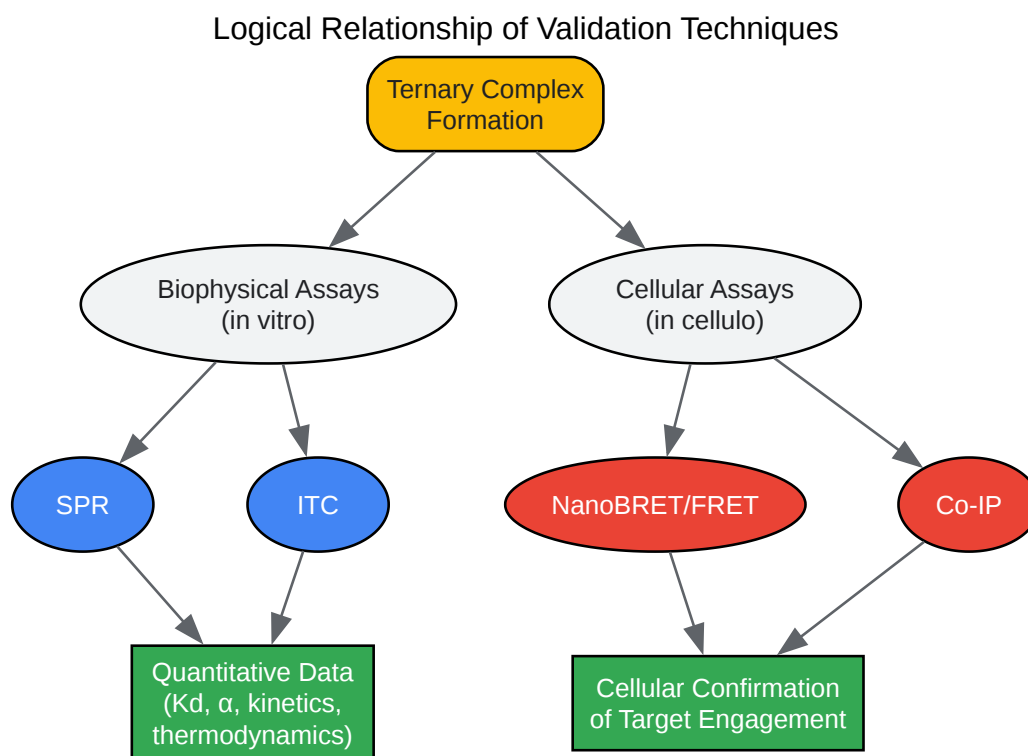 Logical Relationship of Validation Techniques
Ternary Complex
Formation
Biophysical Assays
(in vitro)
Cellular Assays
(in cellulo)
SPR
ITC
NanoBRET/FRET
Co-IP
Quantitative Data
(Kd, α, kinetics,
thermodynamics)
Cellular Confirmation
of Target Engagement